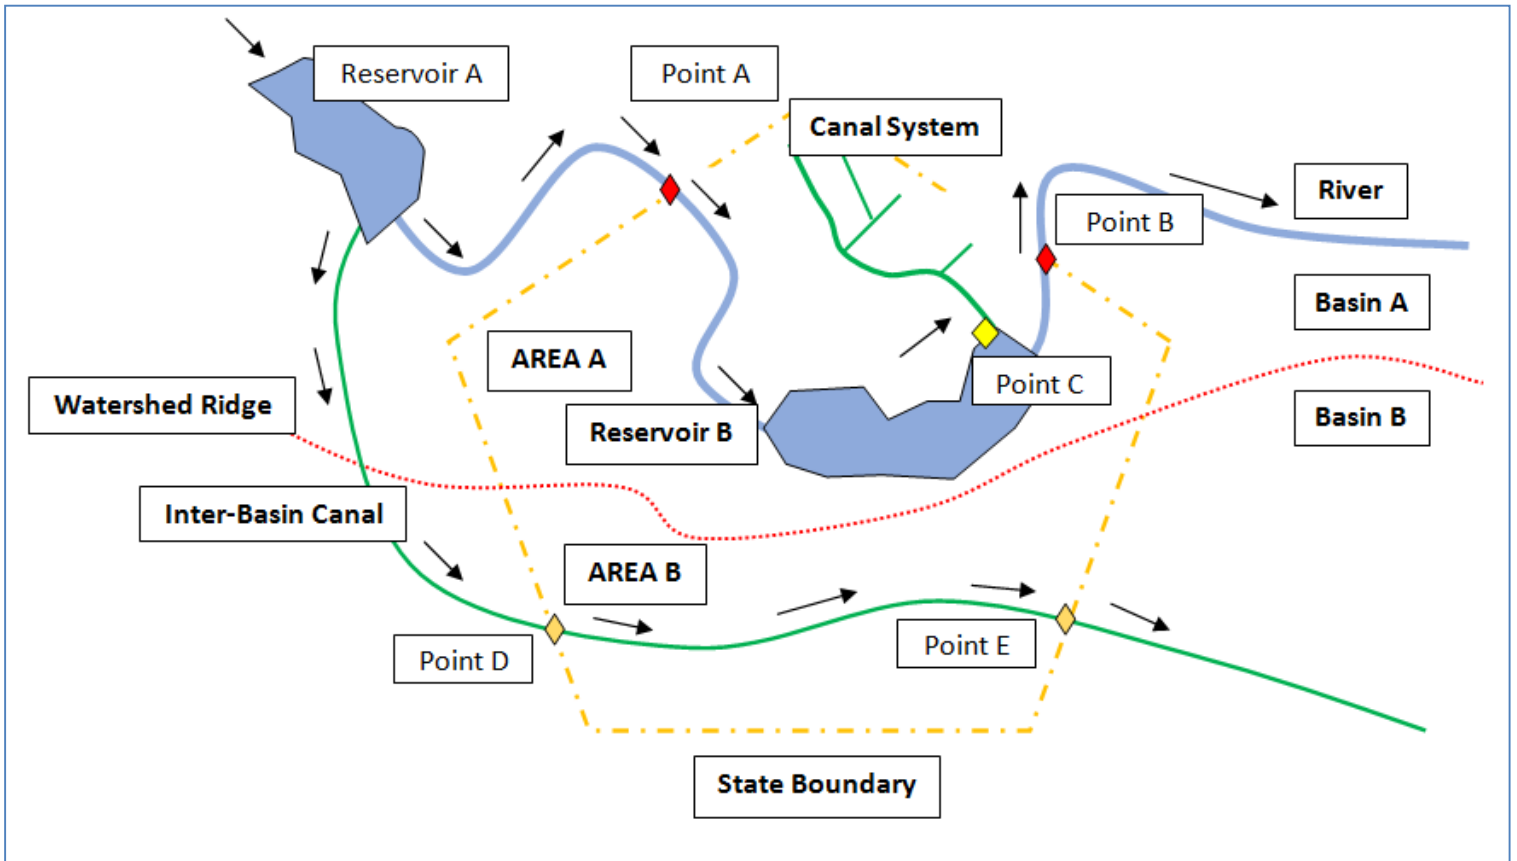 Reservoir A
Point A
Canal System
River
Point B
Basin A
AREA A
Point C
Watershed Ridge
Reservoir B
Basin B
Inter-Basin Canal
AREA B
Point D
Point E
State Boundary